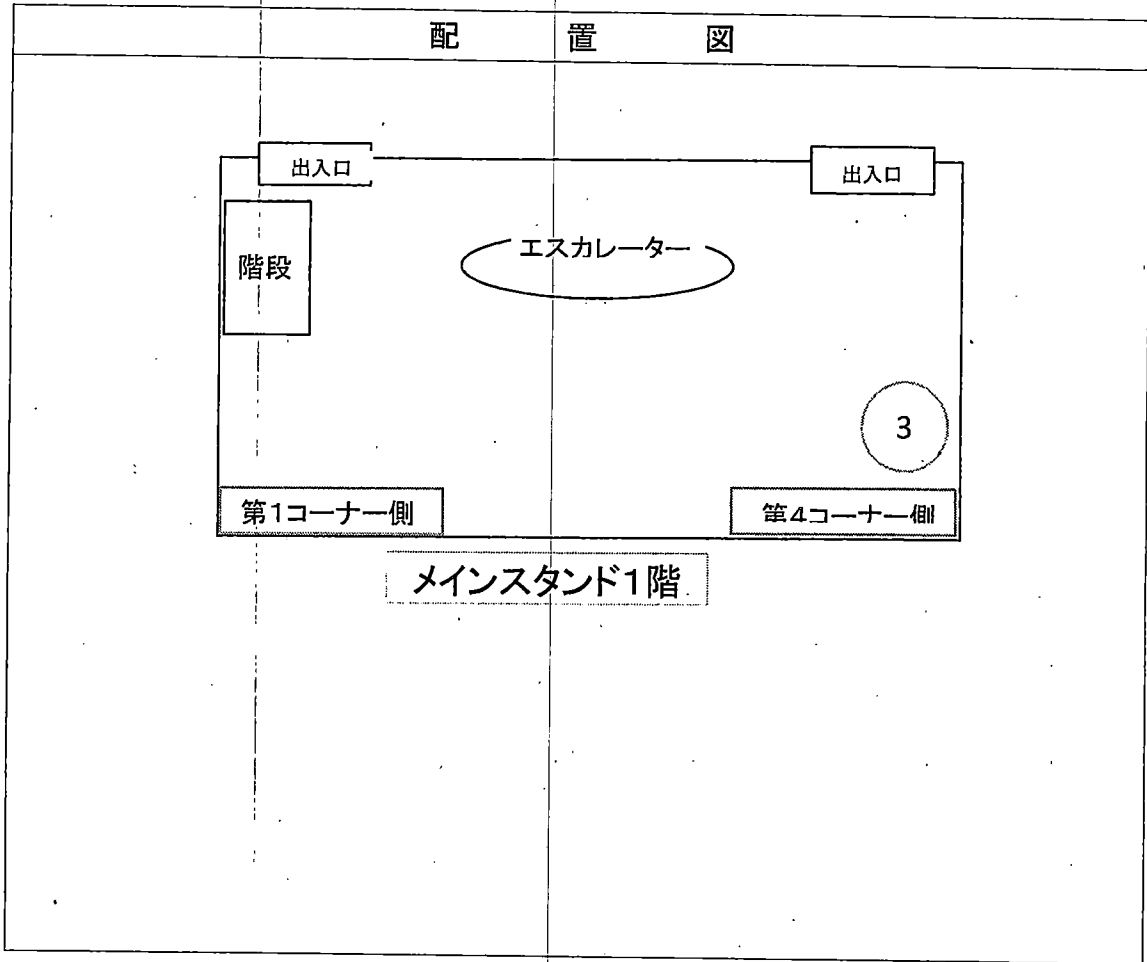 配置図
出入口
出入口
階段
エスカレーター
3
第1コーナー側
第4コーナー側
メインスタンド1階